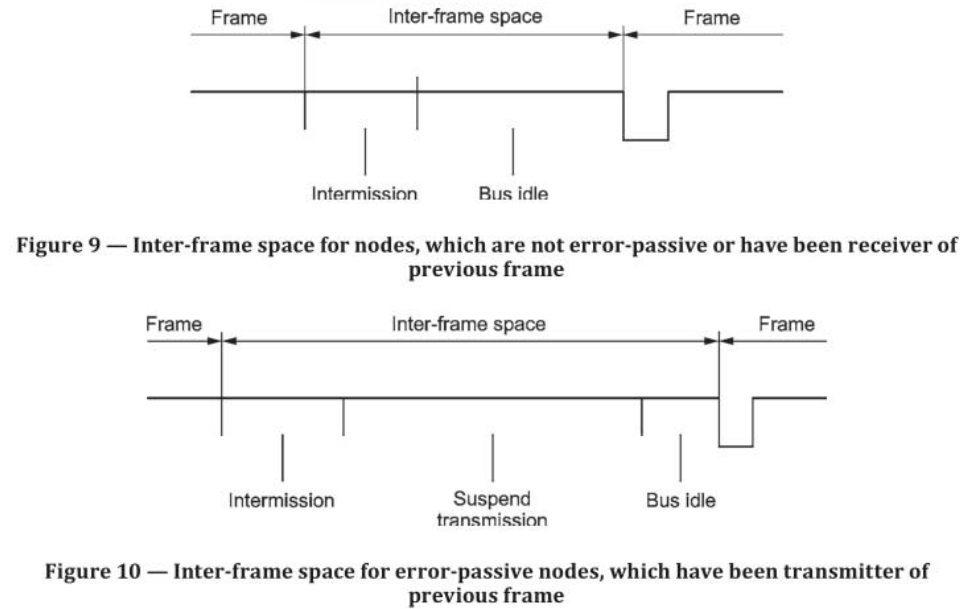 Frame Inter-frame space Frame
Intermission Bus idle
Figure 9 — Inter-frame space for nodes, which are not error-passive or have been receiver of
previous frame
Frame Inter-frame space Frame
Intermission Suspend Bus idle
transmission
Figure 10 — Inter-frame space for error-passive nodes, which have been transmitter of
previous frame